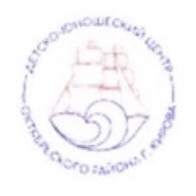 ДЕТСКО-ЮНОШЕСКИЙ ЦЕНТР
ОКТЯБРЬСКОГО РАЙОНА Г. КИРОВА